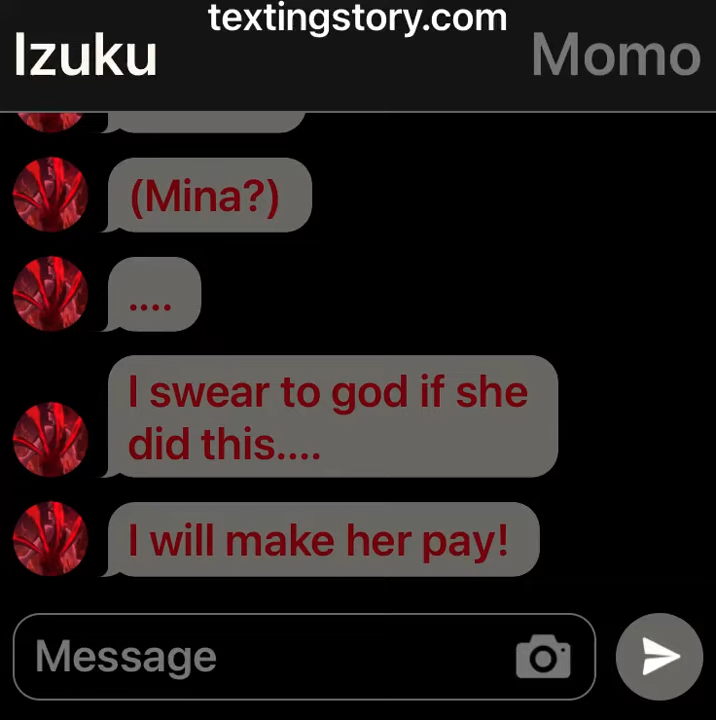 textingstory.com
Izuku
Momo
(Mina?)
....
I swear to god if she
did this....
I will make her pay!
Message